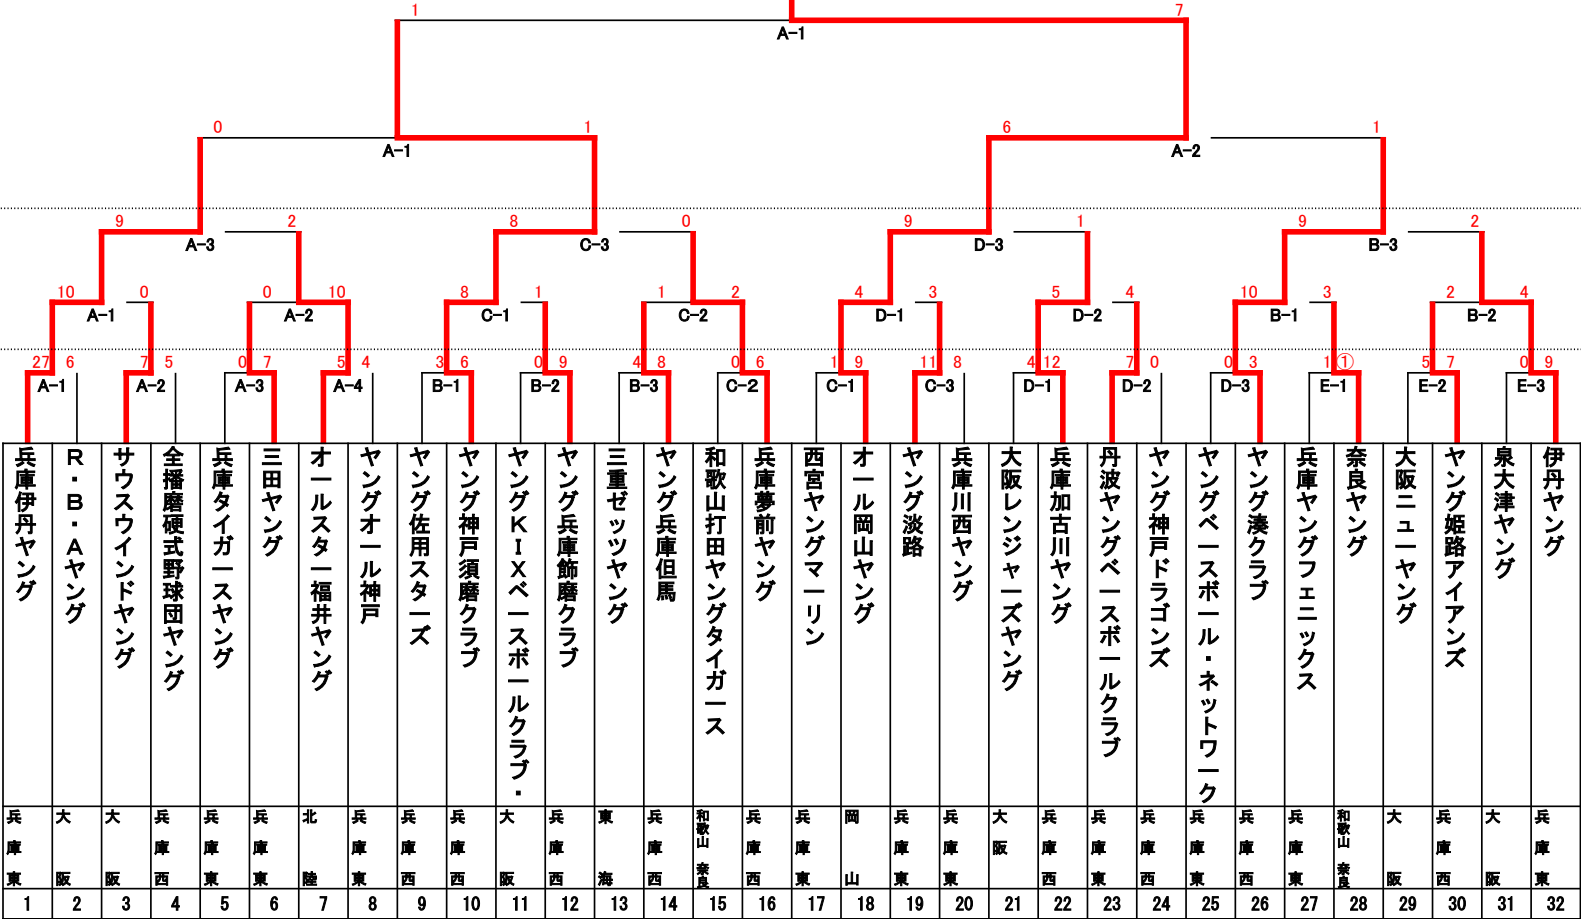 1 7
A-1
0 1 6 1
A-1 A-2
9 2 8 0 9 1 9 2
A-3 C-3 D-3 B-3
10 0 0 10 8 1 1 2 4 3 5 4 10 3 2 4
A-1 A-2 C-1 C-2 D-1 D-2 B-1 B-2
27 6 7 5 0 7 5 4 3 6 0 9 4 8 0 6 1 9 11 8 4 12 7 0 0 3 1 ① 5 7 0 9
A-1 A-2 A-3 A-4 B-1 B-2 B-3 C-2 C-1 C-3 D-1 D-2 D-3 E-1 E-2 E-3
兵庫伊丹ヤング
R・B・Aヤング
サウスウインドヤング
全播磨硬式野球団ヤング
兵庫タイガースヤング
三田ヤング
オールスター福井ヤング
ヤングオール神戸
ヤング佐用スターズ
ヤング神戸須磨クラブ
ヤングKIXベースボールクラブ・
ヤング兵庫飾磨クラブ
三重ゼッツヤング
ヤング兵庫但馬
和歌山打田ヤングタイガース
兵庫夢前ヤング
西宮ヤングマーリン
オール岡山ヤング
ヤング淡路
兵庫川西ヤング
大阪レンジャーズヤング
兵庫加古川ヤング
丹波ヤングベースボールクラブ
ヤング神戸ドラゴンズ
ヤングベースボール・ネットワーク
ヤング湊クラブ
兵庫ヤングフェニックス
奈良ヤング
大阪ニューヤング
ヤング姫路アイアンズ
泉大津ヤング
伊丹ヤング
兵庫東 大阪 大阪 兵庫西 兵庫東 兵庫東 北陸 兵庫東 兵庫西 兵庫西 大阪 兵庫西 東海 兵庫西 和歌山奈良 兵庫西 兵庫東 岡山 兵庫東 兵庫東 大阪 兵庫西 兵庫東 兵庫西 兵庫東 兵庫西 兵庫東 和歌山奈良 大阪 兵庫西 大阪 兵庫東
1 2 3 4 5 6 7 8 9 10 11 12 13 14 15 16 17 18 19 20 21 22 23 24 25 26 27 28 29 30 31 32